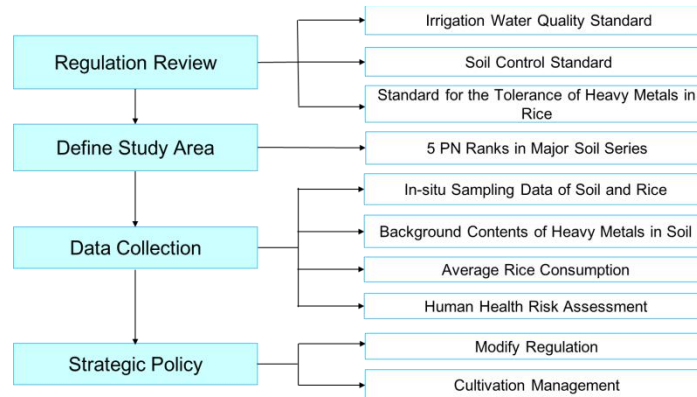 Regulation Review
Irrigation Water Quality Standard
Soil Control Standard
Standard for the Tolerance of Heavy Metals in
Rice
Define Study Area
5 PN Ranks in Major Soil Series
Data Collection
In-situ Sampling Data of Soil and Rice
Background Contents of Heavy Metals in Soil
Average Rice Consumption
Human Health Risk Assessment
Strategic Policy
Modify Regulation
Cultivation Management